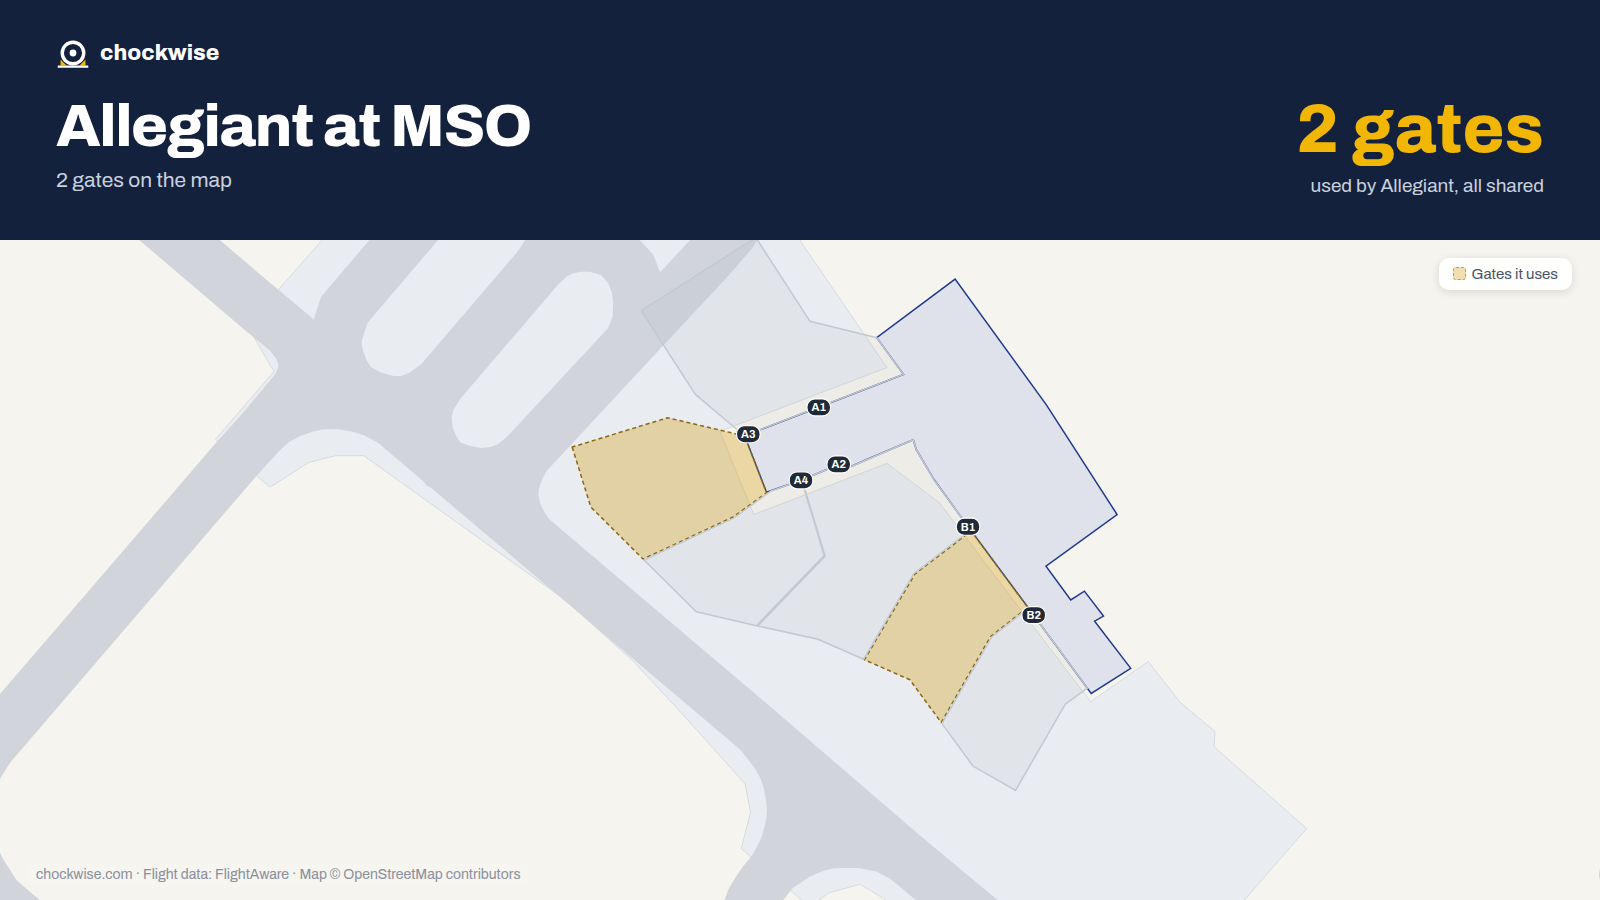 chockwise
Allegiant at MSO
2 gates on the map
2 gates
used by Allegiant, all shared
Gates it uses
A1
A3
A2
A4
B1
B2
chockwise.com · Flight data: FlightAware · Map © OpenStreetMap contributors